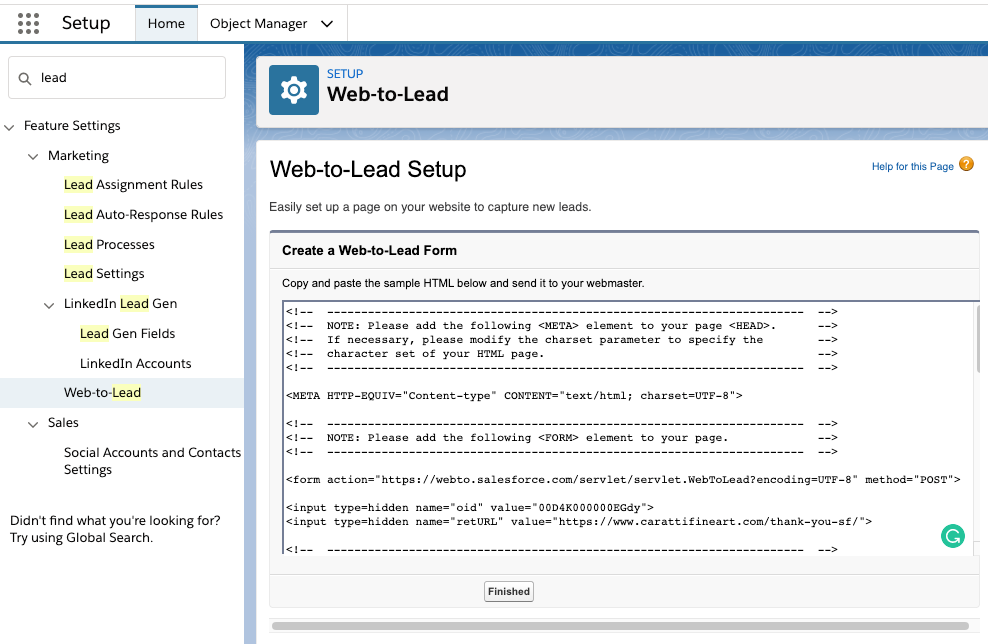 Setup
Home
Object Manager
lead
Feature Settings
Marketing
Lead Assignment Rules
Lead Auto-Response Rules
Lead Processes
Lead Settings
LinkedIn Lead Gen
Lead Gen Fields
LinkedIn Accounts
Web-to-Lead
Sales
Social Accounts and Contacts
Settings
Didn't find what you're looking for?
Try using Global Search.
SETUP
Web-to-Lead
Web-to-Lead Setup
Help for this Page ?
Easily set up a page on your website to capture new leads.
Create a Web-to-Lead Form
Copy and paste the sample HTML below and send it to your webmaster.
<!--  ----------------------------------------------------------------------  -->
<!--  NOTE: Please add the following <META> element to your page <HEAD>.      -->
<!--  If necessary, please modify the charset parameter to specify the        -->
<!--  character set of your HTML page.                                        -->
<!--  ----------------------------------------------------------------------  -->
<META HTTP-EQUIV="Content-type" CONTENT="text/html; charset=UTF-8">
<!--  ----------------------------------------------------------------------  -->
<!--  NOTE: Please add the following <FORM> element to your page.             -->
<!--  ----------------------------------------------------------------------  -->
<form action="https://webto.salesforce.com/servlet/servlet.WebToLead?encoding=UTF-8" method="POST">
<input type=hidden name="oid" value="00D4K000000EGdy">
<input type=hidden name="retURL" value="https://www.carattifineart.com/thank-you-sf/">
<!--  ----------------------------------------------------------------------  -->
Finished